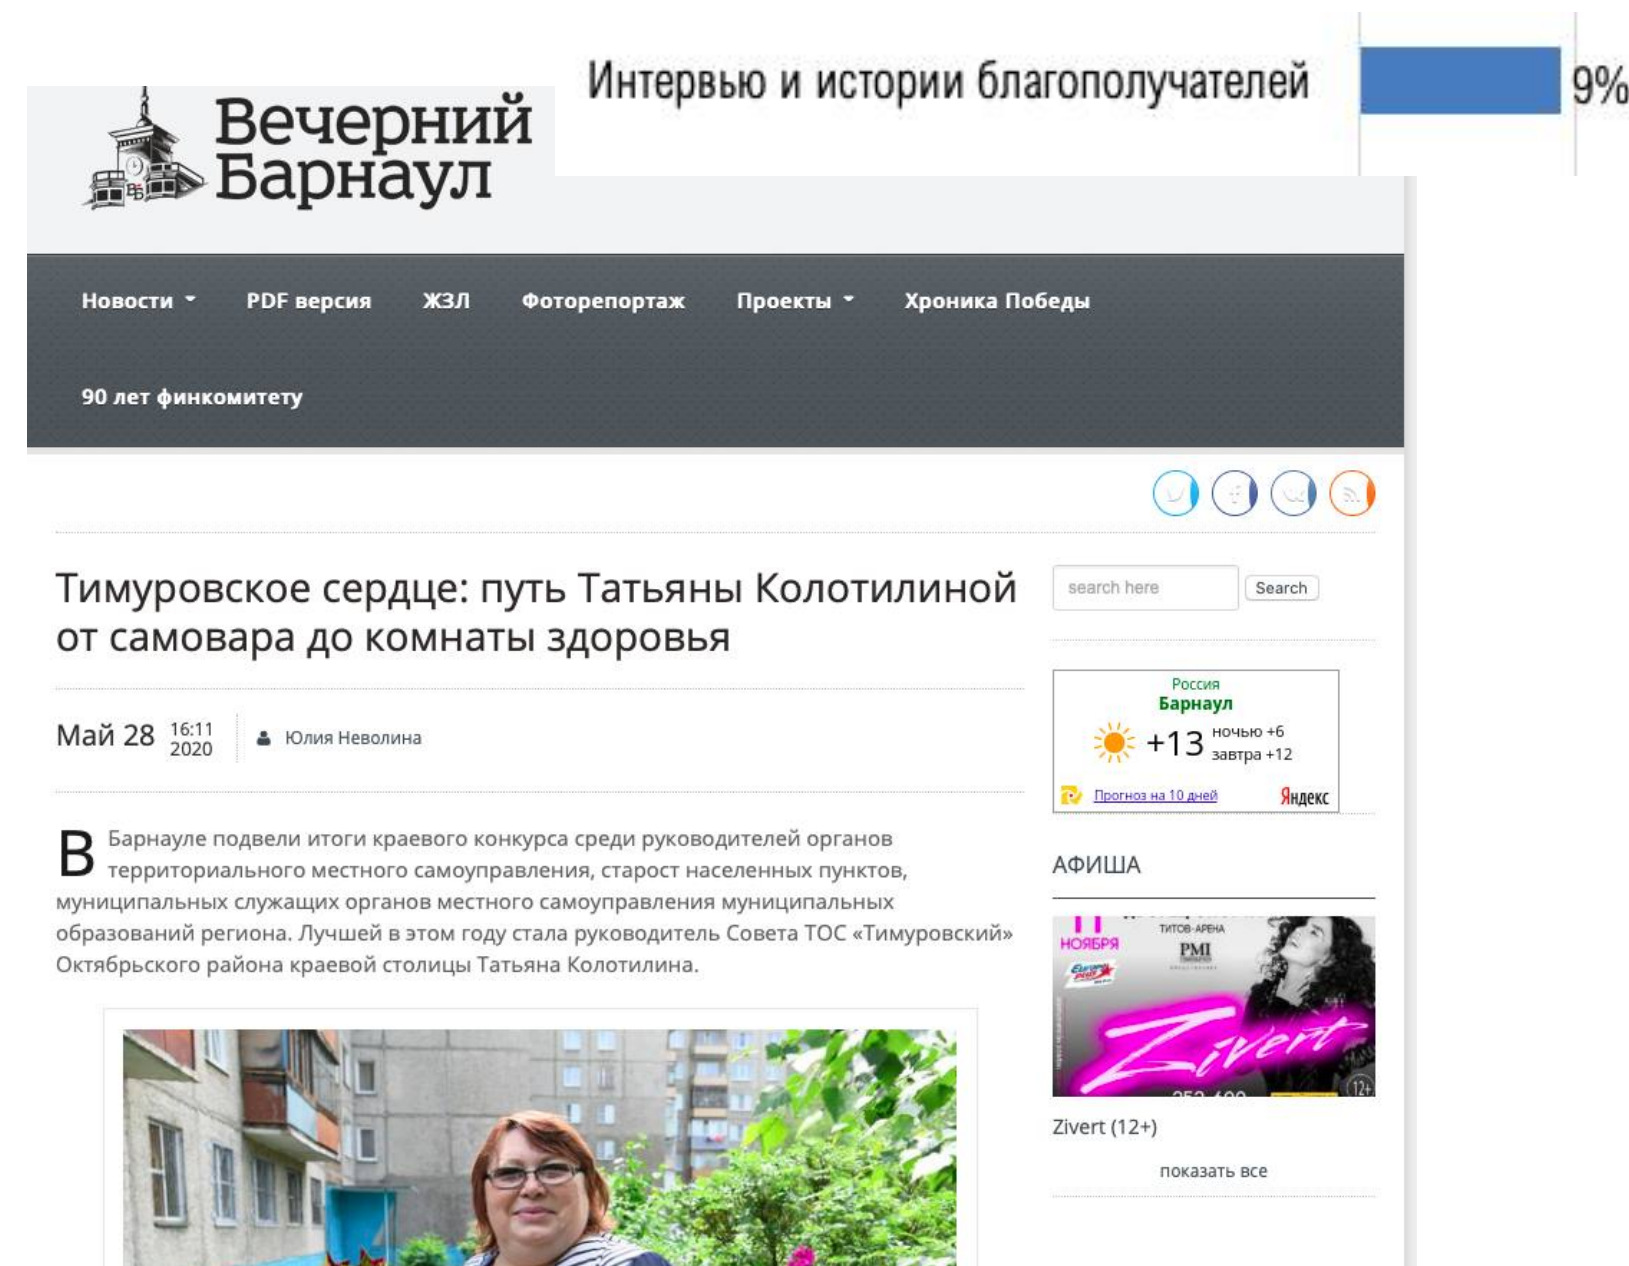 Интервью и истории благополучателей 9%
Вечерний
Барнаул
Новости PDF версия ЖЗЛ Фоторепортаж Проекты Хроника Победы
90 лет финкомитету
Тимуровское сердце: путь Татьяны Колотилиной
от самовара до комнаты здоровья
Май 28 16:11
2020
Юлия Неволина
В Барнауле подвели итоги краевого конкурса среди руководителей органов
территориального местного самоуправления, старост населенных пунктов,
муниципальных служащих органов местного самоуправления муниципальных
образований региона. Лучшей в этом году стала руководитель Совета ТОС «Тимуровский»
Октябрьского района краевой столицы Татьяна Колотилина.
search here Search
Россия
Барнаул
+13 ночью +6
завтра +12
Прогноз на 10 дней Яндекс
АФИША
11
НОЯБРЯ
ТИТОВ-АРЕНА
PMI
Europa
plus
Zivert
12+
Zivert (12+)
показать все